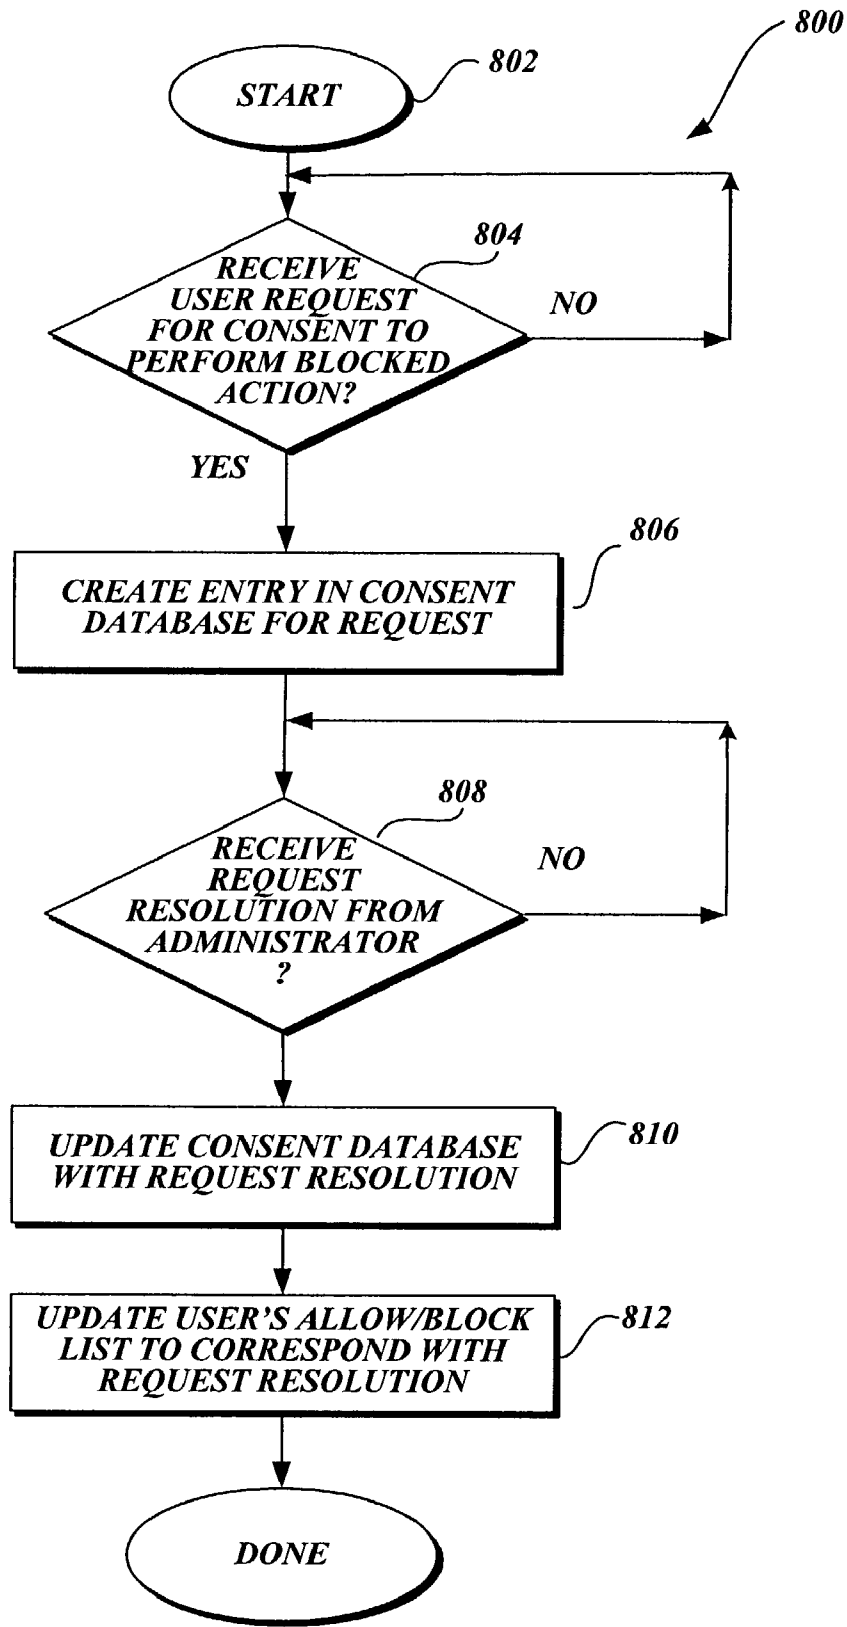 800
802
START
804
RECEIVE
USER REQUEST
FOR CONSENT TO
PERFORM BLOCKED
ACTION?
NO
YES
806
CREATE ENTRY IN CONSENT
DATABASE FOR REQUEST
808
RECEIVE
REQUEST
RESOLUTION FROM
ADMINISTRATOR
?
NO
810
UPDATE CONSENT DATABASE
WITH REQUEST RESOLUTION
812
UPDATE USER'S ALLOW/BLOCK
LIST TO CORRESPOND WITH
REQUEST RESOLUTION
DONE